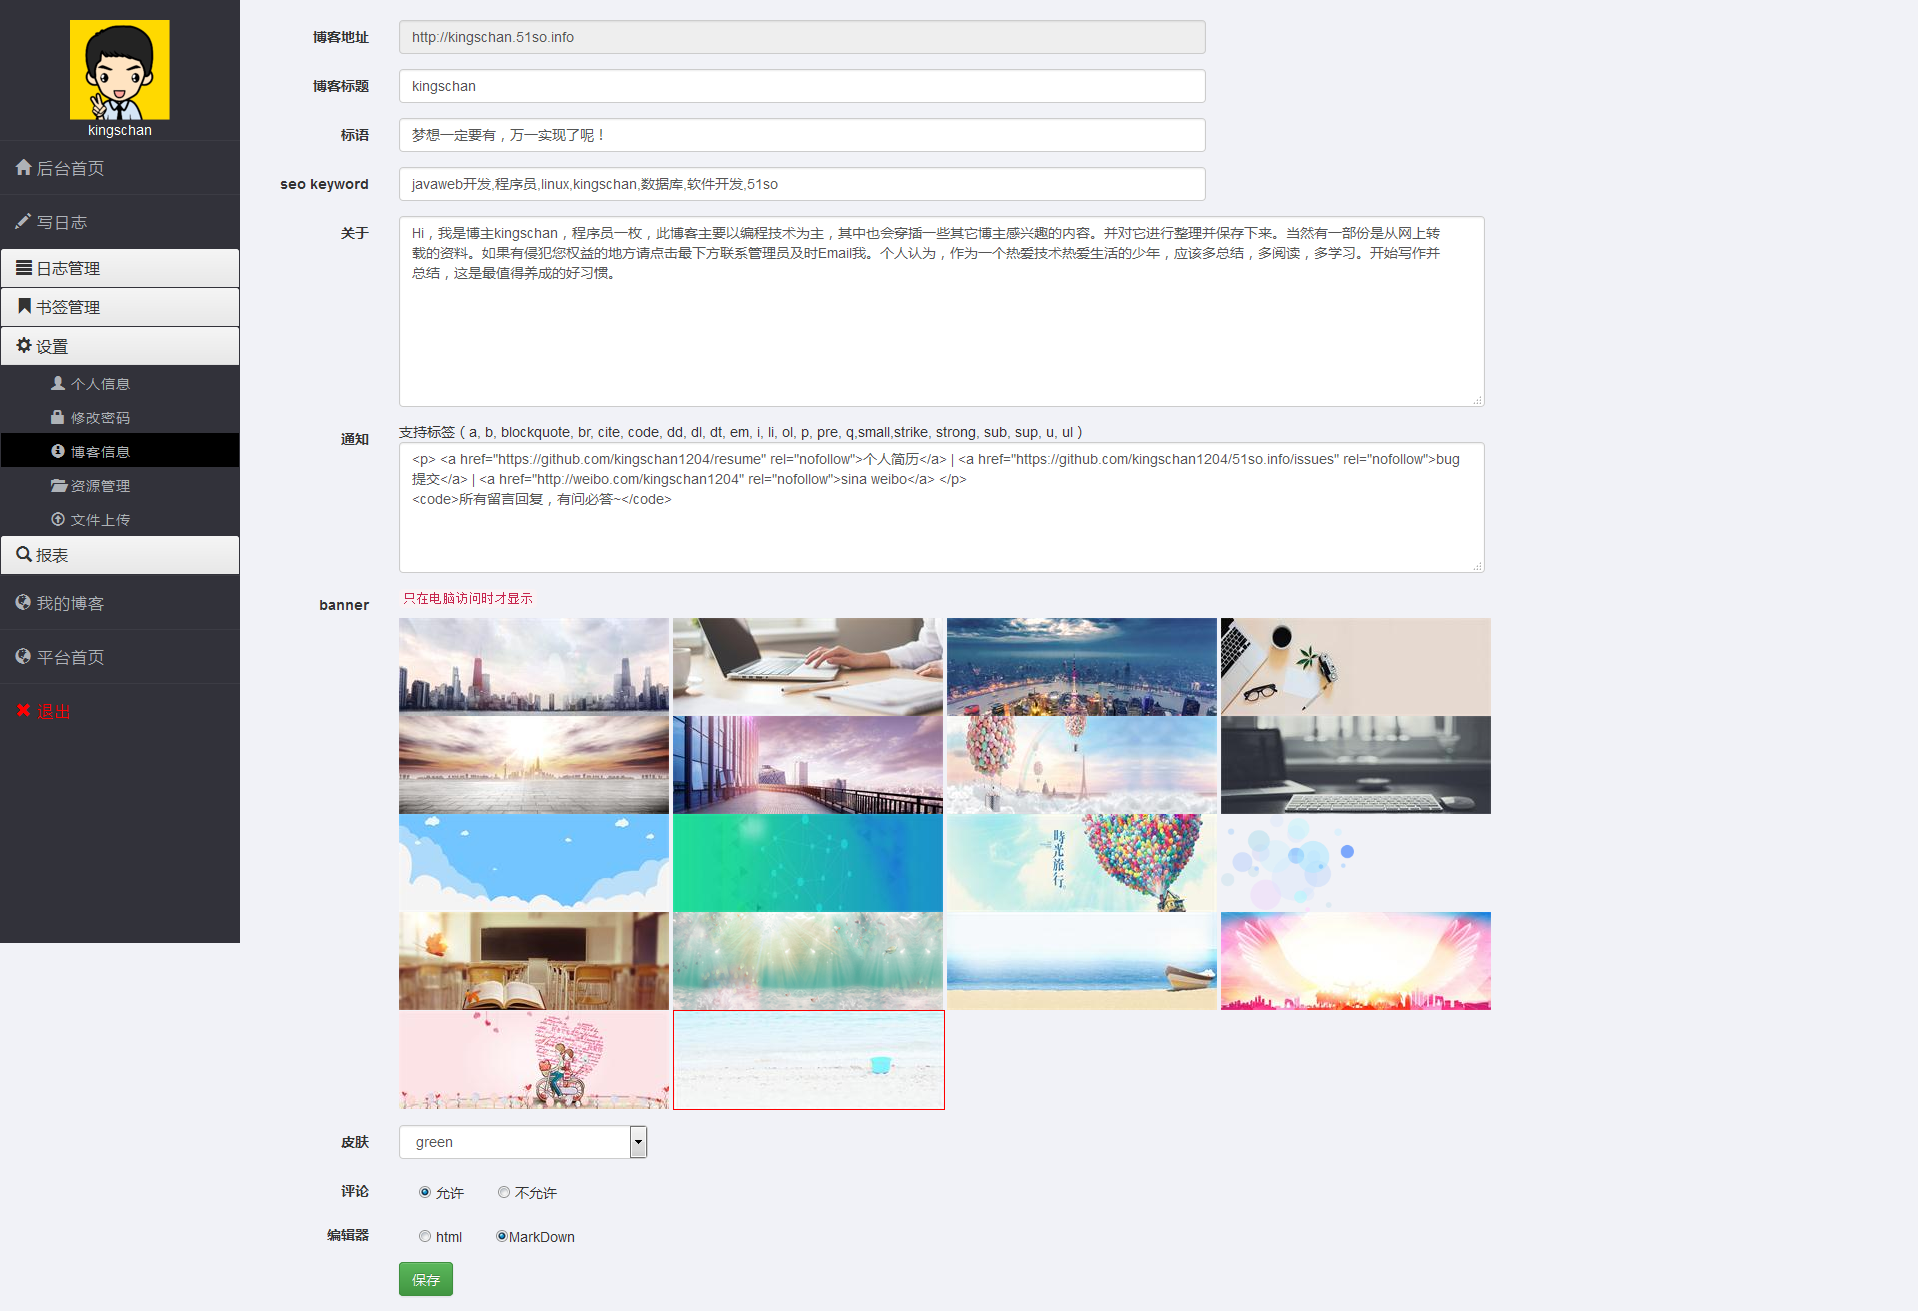 kingschan
后台首页
写日志
日志管理
书签管理
设置
个人信息
修改密码
博客信息
资源管理
文件上传
报表
我的博客
平台首页
退出
博客地址
http://kingschan.51so.info
博客标题
kingschan
标语
梦想一定要有，万一实现了呢！
seo keyword
javaweb开发,程序员,linux,kingschan,数据库,软件开发,51so
关于
Hi，我是博主kingschan，程序员一枚，此博客主要以编程技术为主，其中也会穿插一些其它博主感兴趣的内容。并对它进行整理并保存下来。当然有一部份是从网上转
载的资料。如果有侵犯您权益的地方请点击最下方联系管理员及时Email我。个人认为，作为一个热爱技术热爱生活的少年，应该多总结，多阅读，多学习。开始写作并
总结，这是最值得养成的好习惯。
通知
支持标签（a, b, blockquote, br, cite, code, dd, dl, dt, em, i, li, ol, p, pre, q,small,strike, strong, sub, sup, u, ul）
<p> <a href="https://github.com/kingschan1204/resume" rel="nofollow">个人简历</a> | <a href="https://github.com/kingschan1204/51so.info/issues" rel="nofollow">bug
提交</a> | <a href="http://weibo.com/kingschan1204" rel="nofollow">sina weibo</a> </p>
<code>所有留言回复，有问必答~</code>
banner
只在电脑访问时才显示
時光旅行。
皮肤
green
评论
允许
不允许
编辑器
html
MarkDown
保存